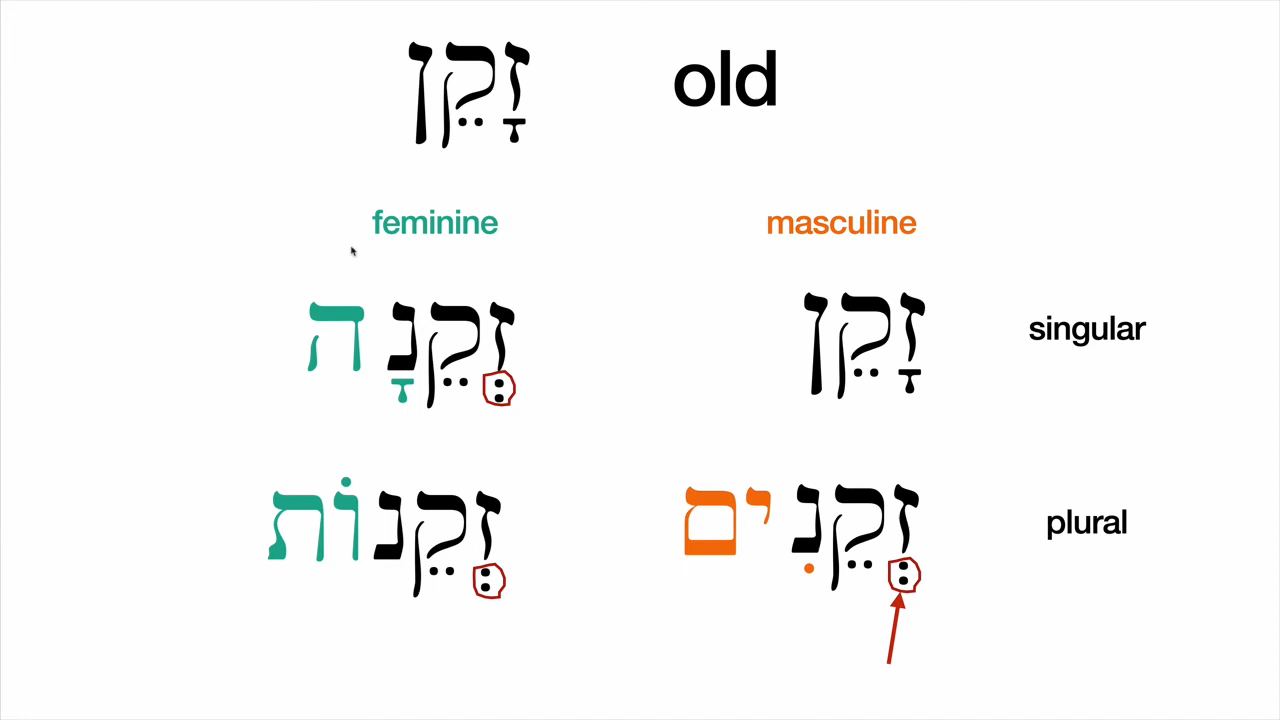 זָקֵן old
feminine masculine
זְקֵנָה זָקֵן singular
זְקֵנוֹת זְקֵנִים plural